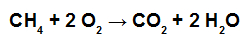 CH₄ + 2 O₂ → CO₂ + 2 H₂O